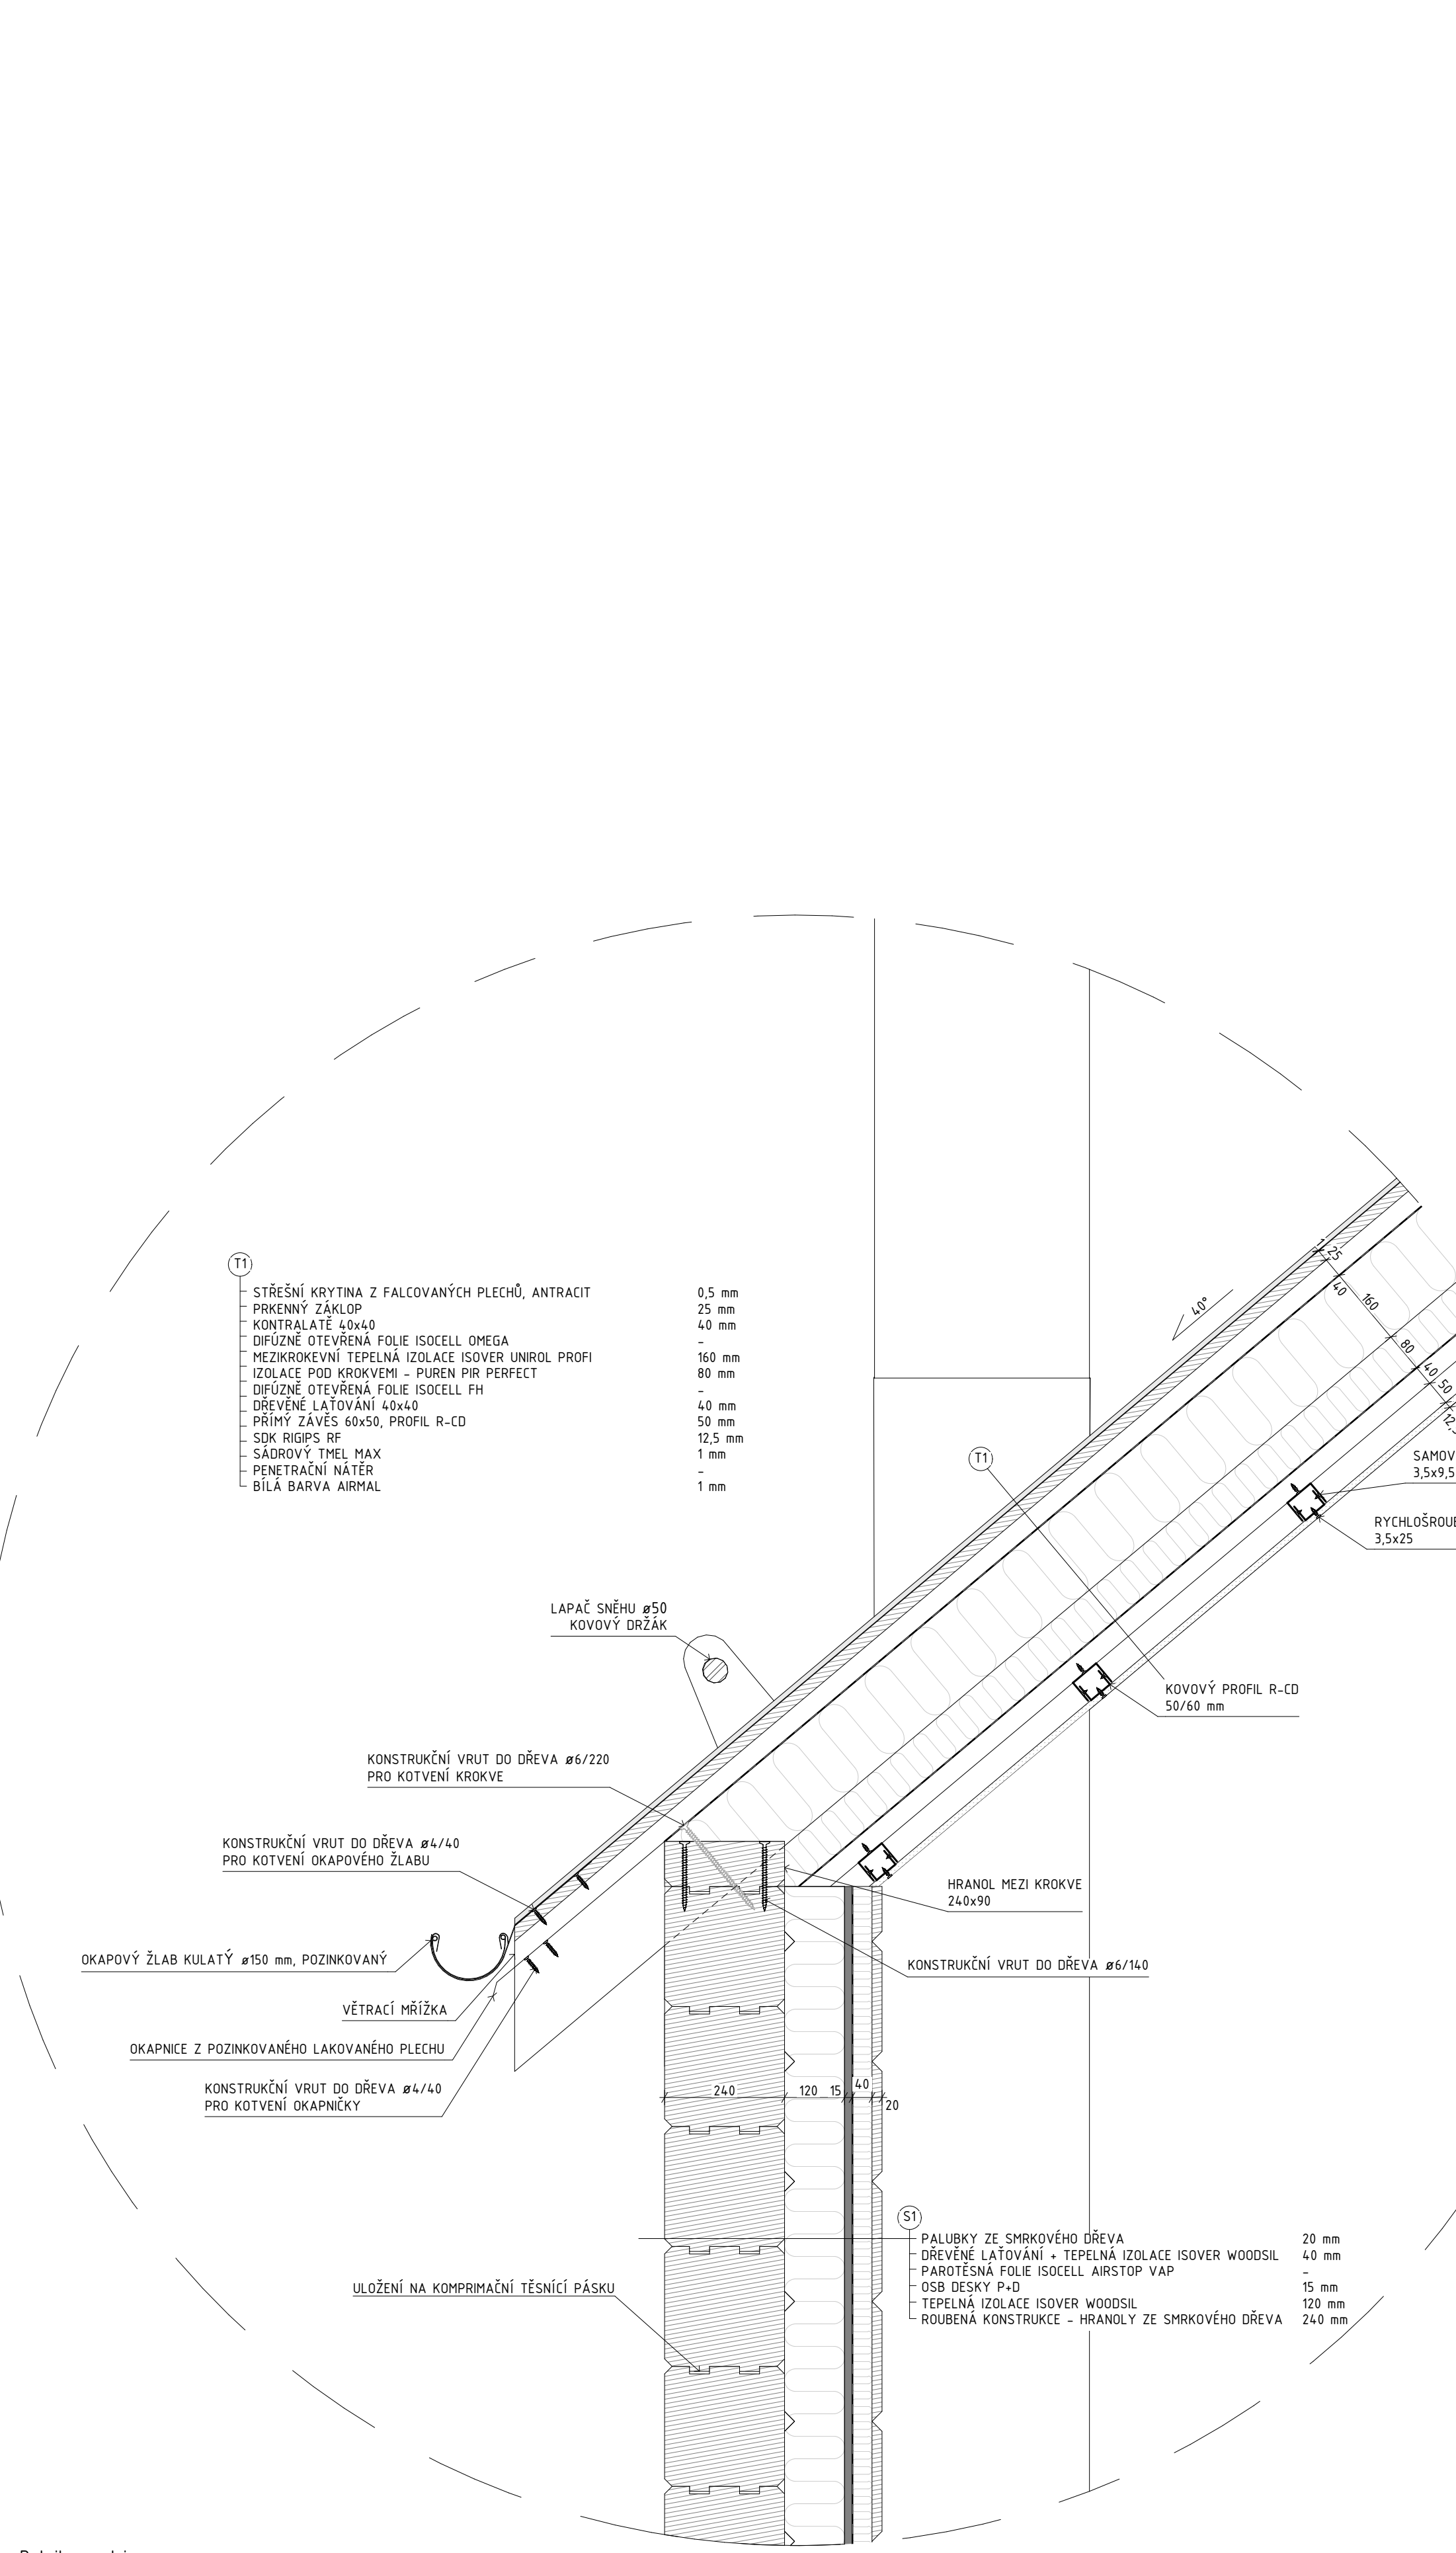 T1
STŘEŠNÍ KRYTINA Z FALCOVANÝCH PLECHŮ, ANTRACIT 0,5 mm
PRKENNÝ ZÁKLOP 25 mm
KONTRALATĚ 40x40 40 mm
DIFÚZNĚ OTEVŘENÁ FOLIE ISOCELL OMEGA –
MEZIKROKEVNÍ TEPELNÁ IZOLACE ISOVER UNIROL PROFI 160 mm
IZOLACE POD KROKVEMI – PUREN PIR PERFECT 80 mm
DIFÚZNĚ OTEVŘENÁ FOLIE ISOCELL FH –
DŘEVĚNÉ LAŤOVÁNÍ 40x40 40 mm
PŘÍMÝ ZÁVĚS 60x50, PROFIL R-CD 50 mm
SDK RIGIPS RF 12,5 mm
SÁDROVÝ TMEL MAX 1 mm
PENETRAČNÍ NÁTĚR –
BÍLÁ BARVA AIRMAL 1 mm
40°
1
25
40
160
80
40
50
T1
3,5x9,5
3,5x25
LAPAČ SNĚHU ø50
KOVOVÝ DRŽÁK
KOVOVÝ PROFIL R-CD
50/60 mm
KONSTRUKČNÍ VRUT DO DŘEVA ø6/220
PRO KOTVENÍ KROKVE
KONSTRUKČNÍ VRUT DO DŘEVA ø4/40
PRO KOTVENÍ OKAPOVÉHO ŽLABU
HRANOL MEZI KROKVE
240x90
OKAPOVÝ ŽLAB KULATÝ ø150 mm, POZINKOVANÝ
KONSTRUKČNÍ VRUT DO DŘEVA ø6/140
VĚTRACÍ MŘÍŽKA
OKAPNICE Z POZINKOVANÉHO LAKOVANÉHO PLECHU
KONSTRUKČNÍ VRUT DO DŘEVA ø4/40
PRO KOTVENÍ OKAPNIČKY
240 120 15 40 20
S1
PALUBKY ZE SMRKOVÉHO DŘEVA 20 mm
DŘEVĚNÉ LAŤOVÁNÍ + TEPELNÁ IZOLACE ISOVER WOODSIL 40 mm
PAROTĚSNÁ FOLIE ISOCELL AIRSTOP VAP –
OSB DESKY P+D 15 mm
TEPELNÁ IZOLACE ISOVER WOODSIL 120 mm
ROUBENÁ KONSTRUKCE – HRANOLY ZE SMRKOVÉHO DŘEVA 240 mm
ULOŽENÍ NA KOMPRIMAČNÍ TĚSNÍCÍ PÁSKU